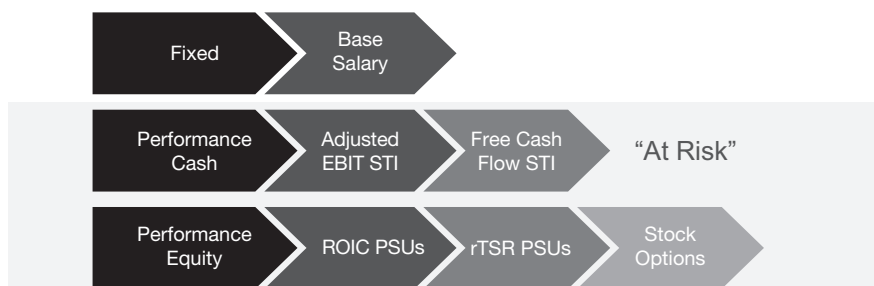 Fixed
Base
Salary
Performance
Cash
Adjusted
EBIT STI
Free Cash
Flow STI
“At Risk”
Performance
Equity
ROIC PSUs
rTSR PSUs
Stock
Options